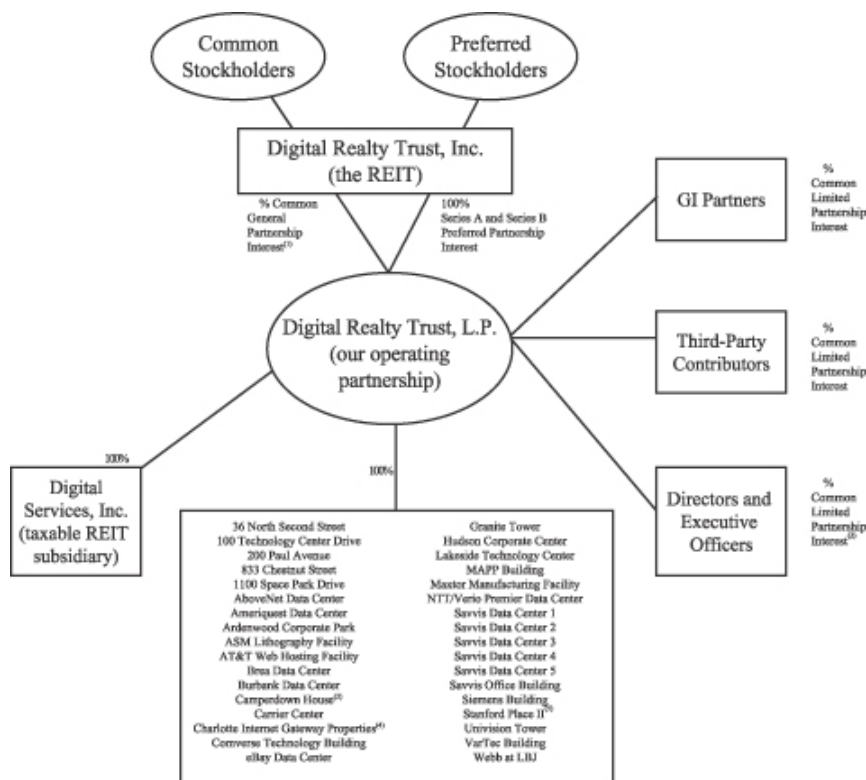 Common
Stockholders
Preferred
Stockholders
Digital Realty Trust, Inc.
(the REIT)
% Common
General
Partnership
Interest(1)
100%
Series A and Series B
Preferred Partnership
Interest
GI Partners
%
Common
Limited
Partnership
Interest
Digital Realty Trust, L.P.
(our operating
partnership)
Third-Party
Contributors
%
Common
Limited
Partnership
Interest
Directors and
Executive
Officers
%
Common
Limited
Partnership
Interest(2)
100%
Digital
Services, Inc.
(taxable REIT
subsidiary)
100%
36 North Second Street
100 Technology Center Drive
200 Paul Avenue
833 Chestnut Street
1100 Space Park Drive
AboveNet Data Center
Ameriquest Data Center
Ardenwood Corporate Park
ASM Lithography Facility
AT&T Web Hosting Facility
Brea Data Center
Burbank Data Center
Camperdown House(3)
Carrier Center
Charlotte Internet Gateway Properties(4)
Comverse Technology Building
eBay Data Center
Granite Tower
Hudson Corporate Center
Lakeside Technology Center
MAPP Building
Maxtor Manufacturing Facility
NTT/Verio Premier Data Center
Savvis Data Center 1
Savvis Data Center 2
Savvis Data Center 3
Savvis Data Center 4
Savvis Data Center 5
Savvis Office Building
Siemens Building
Stanford Place II(5)
Univision Tower
VarTec Building
Webb at LBJ